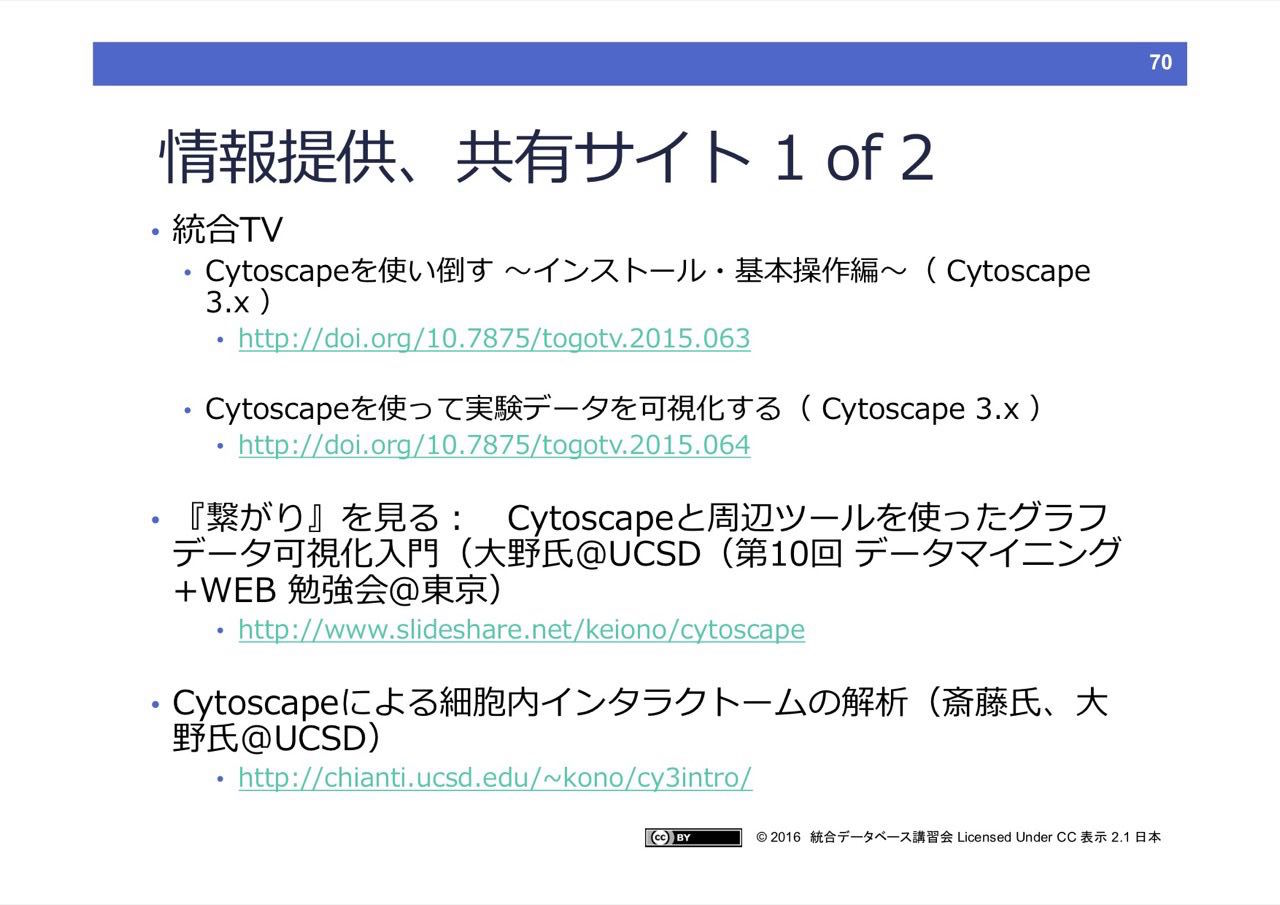 70
情報提供、共有サイト 1 of 2
• 統合TV
• Cytoscapeを使い倒す ～インストール・基本操作編～（ Cytoscape
3.x ）
• http://doi.org/10.7875/togotv.2015.063
• Cytoscapeを使って実験データを可視化する（ Cytoscape 3.x ）
• http://doi.org/10.7875/togotv.2015.064
• 『繋がり』を見る：　Cytoscapeと周辺ツールを使ったグラフ
データ可視化入門（大野氏@UCSD（第10回 データマイニング
+WEB 勉強会@東京）
• http://www.slideshare.net/keiono/cytoscape
• Cytoscapeによる細胞内インタラクトームの解析（斎藤氏、大
野氏@UCSD）
• http://chianti.ucsd.edu/~kono/cy3intro/
cc BY © 2016 統合データベース講習会 Licensed Under CC 表示 2.1 日本